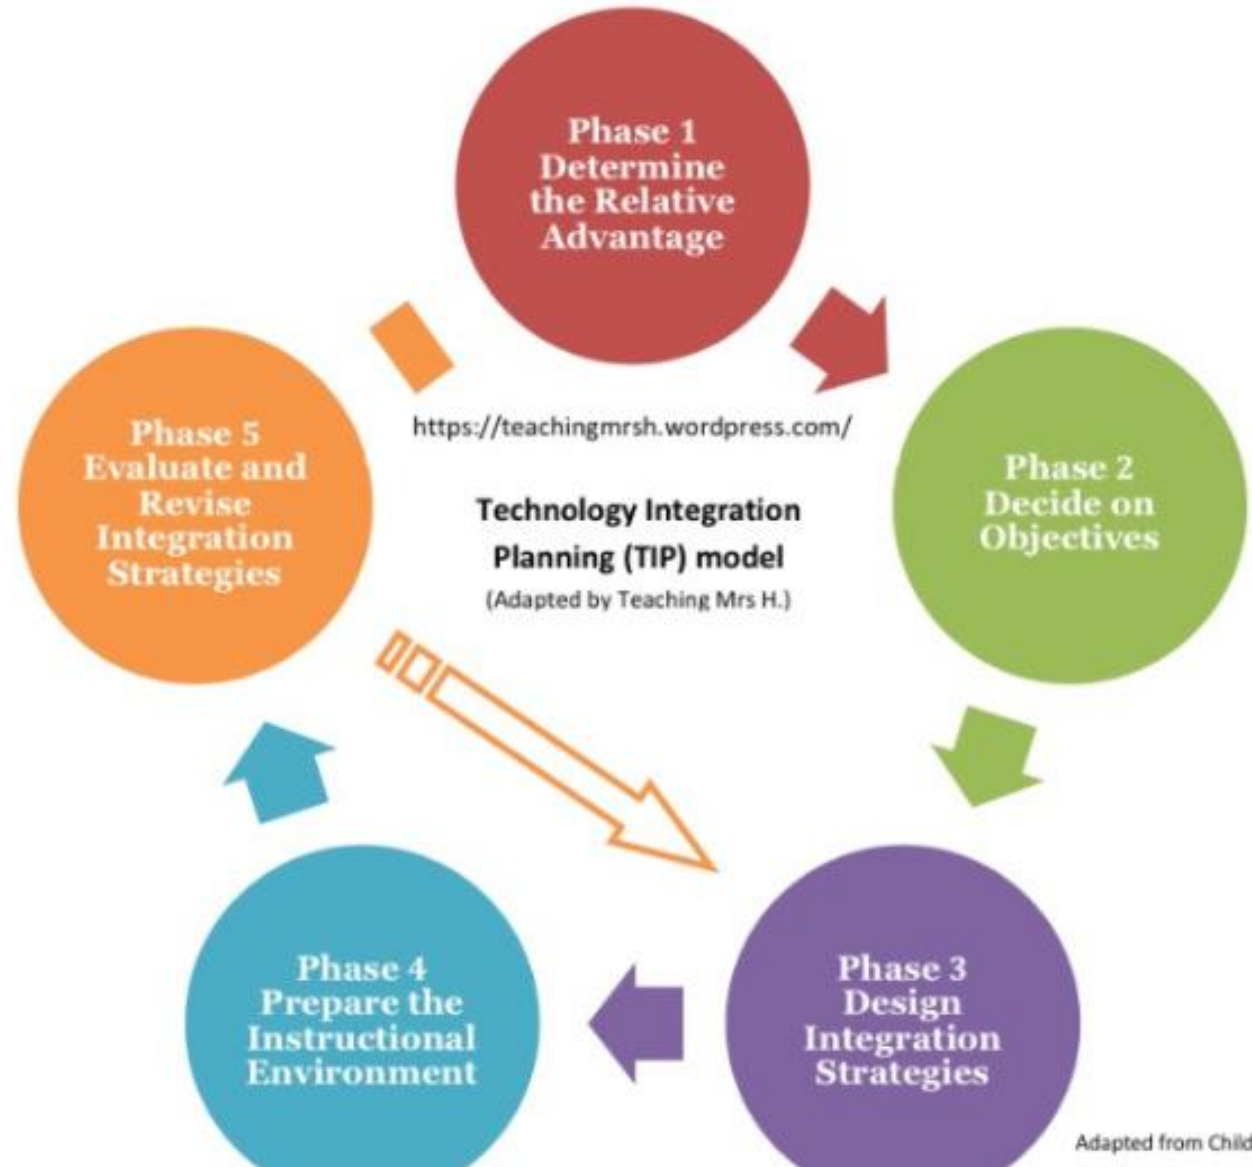 Phase 1
Determine
the Relative
Advantage
https://teachingmrsh.wordpress.com/
Technology Integration
Planning (TIP) model
(Adapted by Teaching Mrs H.)
Phase 2
Decide on
Objectives
Phase 3
Design
Integration
Strategies
Phase 4
Prepare the
Instructional
Environment
Phase 5
Evaluate and
Revise
Integration
Strategies
Adapted from Child